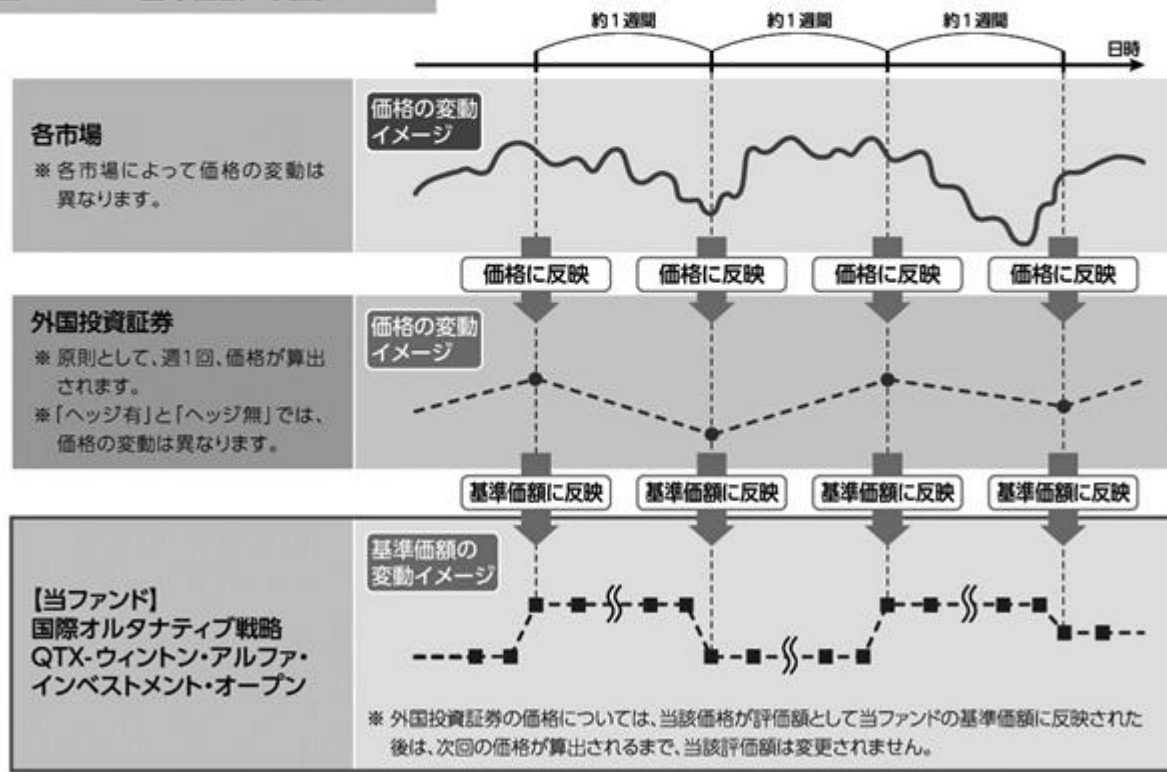 約1週間
約1週間
約1週間
日時
各市場
※ 各市場によって価格の変動は
異なります。
価格の変動
イメージ
価格に反映
価格に反映
価格に反映
価格に反映
外国投資証券
※ 原則として、週1回、価格が算出
されます。
※「ヘッジ有」と「ヘッジ無」では、
価格の変動は異なります。
価格の変動
イメージ
基準価額に反映
基準価額に反映
基準価額に反映
基準価額に反映
【当ファンド】
国際オルタナティブ戦略
QTX-ウィントン・アルファ・
インベストメント・オープン
基準価額の
変動イメージ
※ 外国投資証券の価格については、当該価格が評価額として当ファンドの基準価額に反映された
後は、次回の価格が算出されるまで、当該評価額は変更されません。